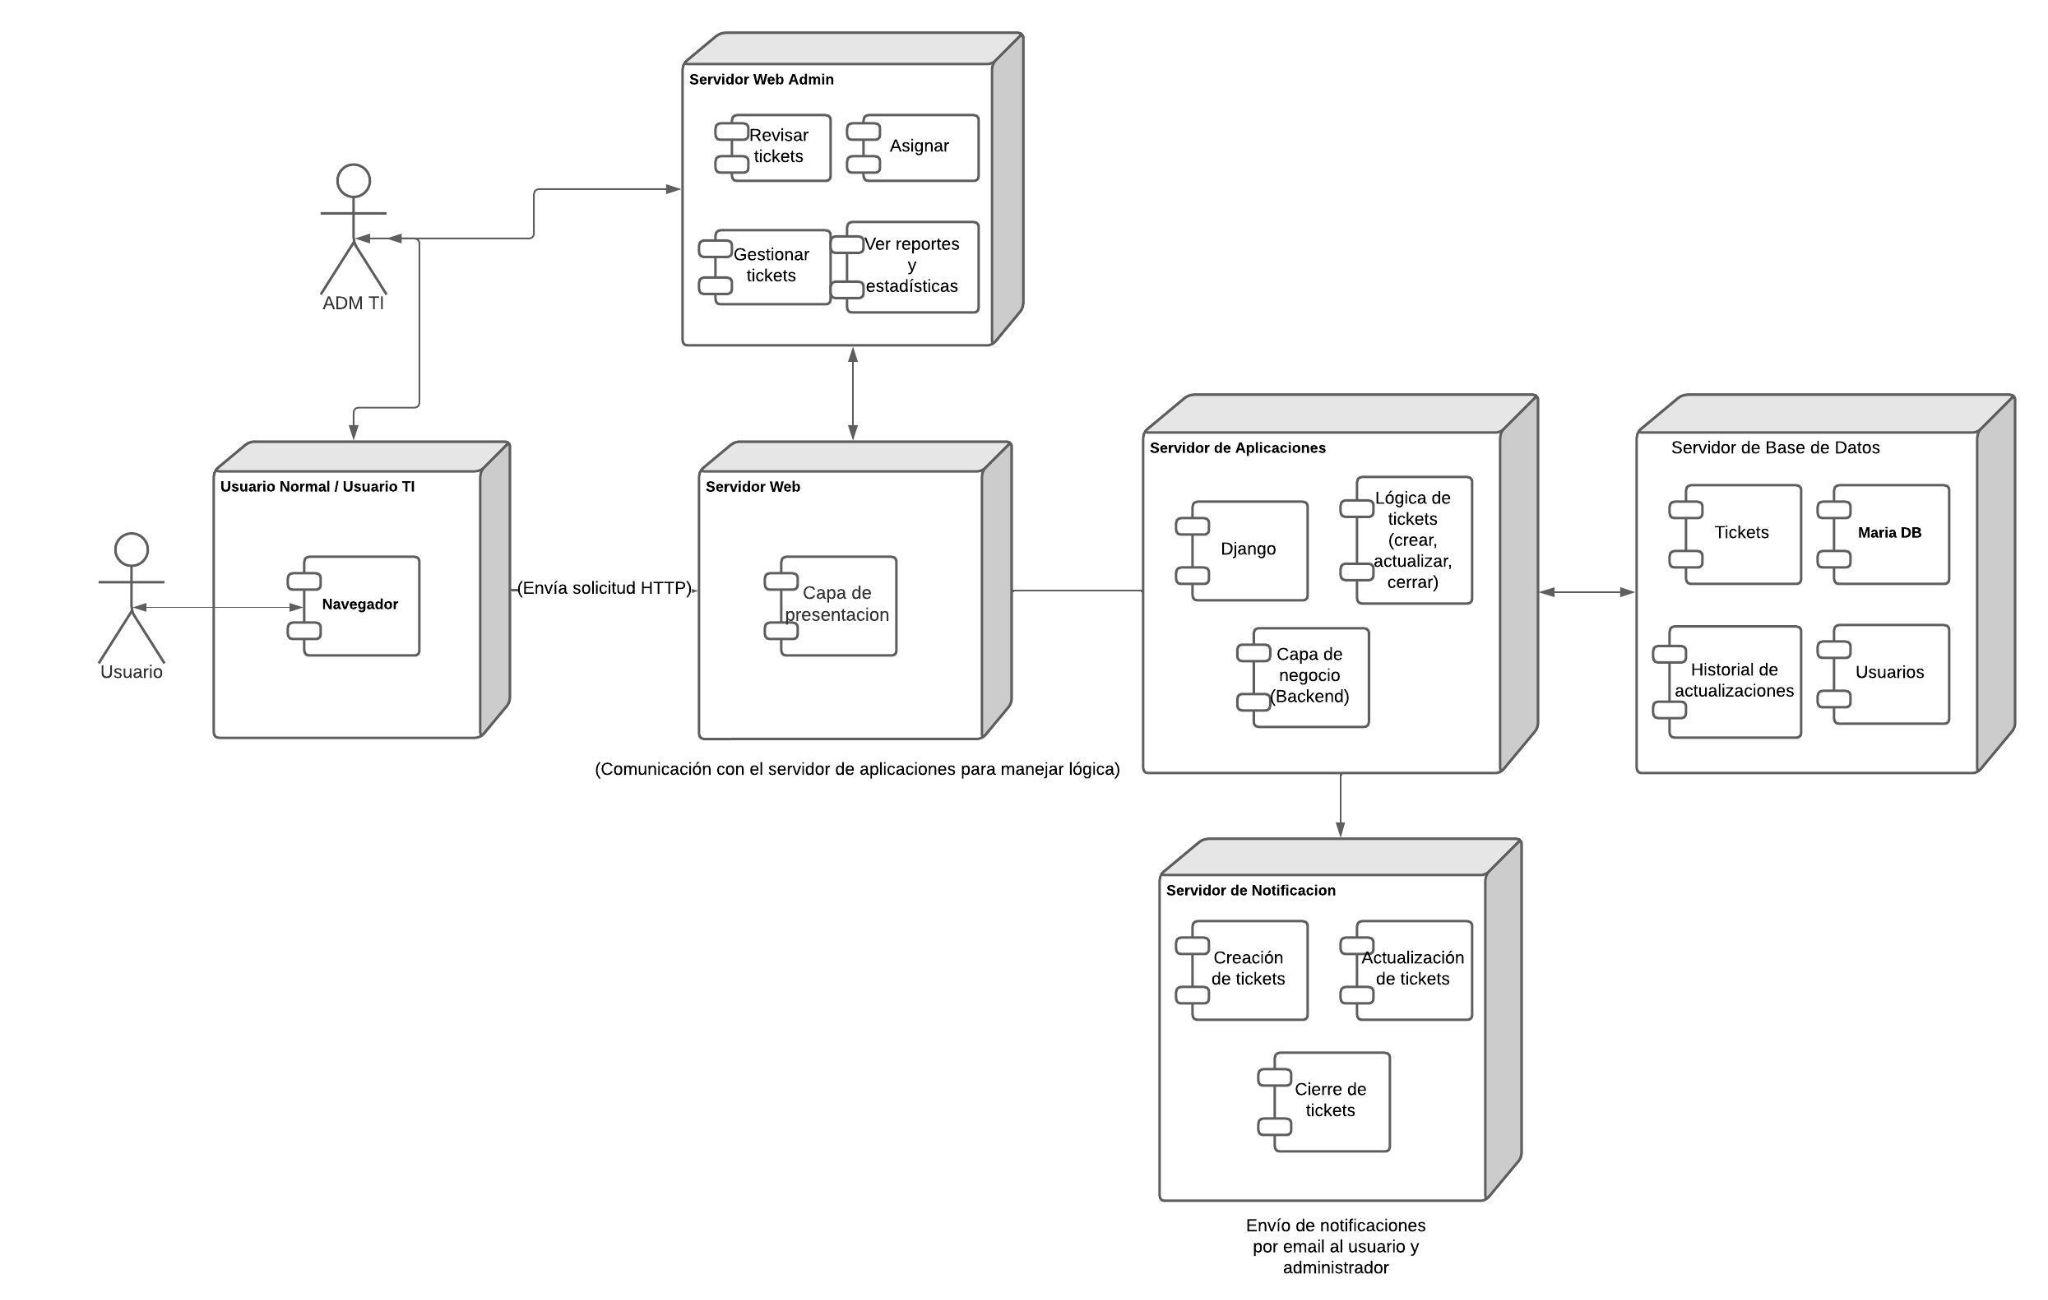 Servidor Web Admin
Revisar
tickets
Asignar
Gestionar
tickets
Ver reportes
y
estadísticas
ADM TI
Usuario Normal / Usuario TI
Navegador
Usuario
(Envía solicitud HTTP)
Servidor Web
Capa de
presentacion
(Comunicación con el servidor de aplicaciones para manejar lógica)
Servidor de Aplicaciones
Django
Lógica de
tickets
(crear,
actualizar,
cerrar)
Capa de
negocio
(Backend)
Servidor de Base de Datos
Tickets
Maria DB
Historial de
actualizaciones
Usuarios
Servidor de Notificacion
Creación
de tickets
Actualización
de tickets
Cierre de
tickets
Envío de notificaciones
por email al usuario y
administrador